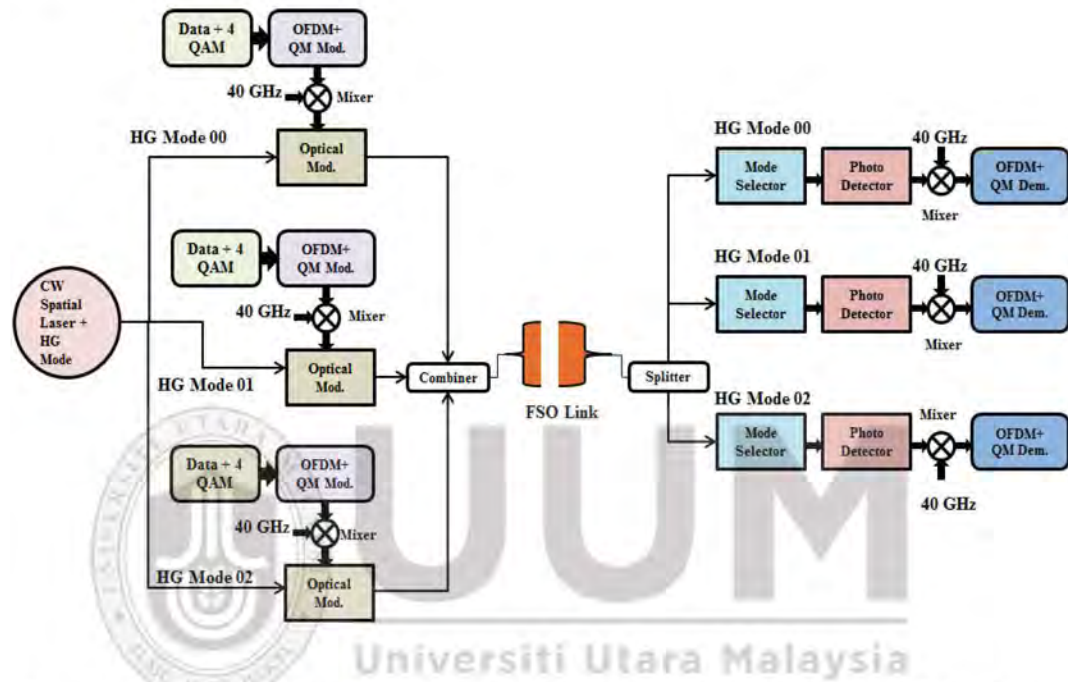 Data + 4
QAM
OFDM+
QM Mod.
40 GHz
Mixer
HG Mode 00
Optical
Mod.
Data + 4
QAM
OFDM+
QM Mod.
40 GHz
Mixer
CW
Spatial
Laser +
HG
Mode
HG Mode 01
Optical
Mod.
Combiner
Data + 4
QAM
OFDM+
QM Mod.
40 GHz
Mixer
HG Mode 02
Optical
Mod.
FSO Link
Splitter
HG Mode 00
Mode
Selector
Photo
Detector
40 GHz
Mixer
OFDM+
QM Dem.
HG Mode 01
Mode
Selector
Photo
Detector
40 GHz
Mixer
OFDM+
QM Dem.
HG Mode 02
Mode
Selector
Photo
Detector
Mixer
40 GHz
OFDM+
QM Dem.
UUM
Universiti Utara Malaysia